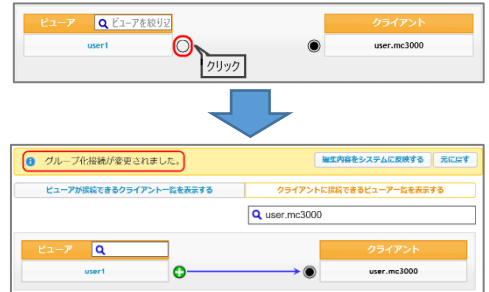 ビューア ビューアを絞り込 クライアント
user1 user.mc3000
クリック
グループ化接続が変更されました。 編集内容をシステムに反映する 元に戻す
ビューアが接続できるクライアント一覧を表示する クライアントに接続できるビューア一覧を表示する
user.mc3000
ビューア クライアント
user1 user.mc3000